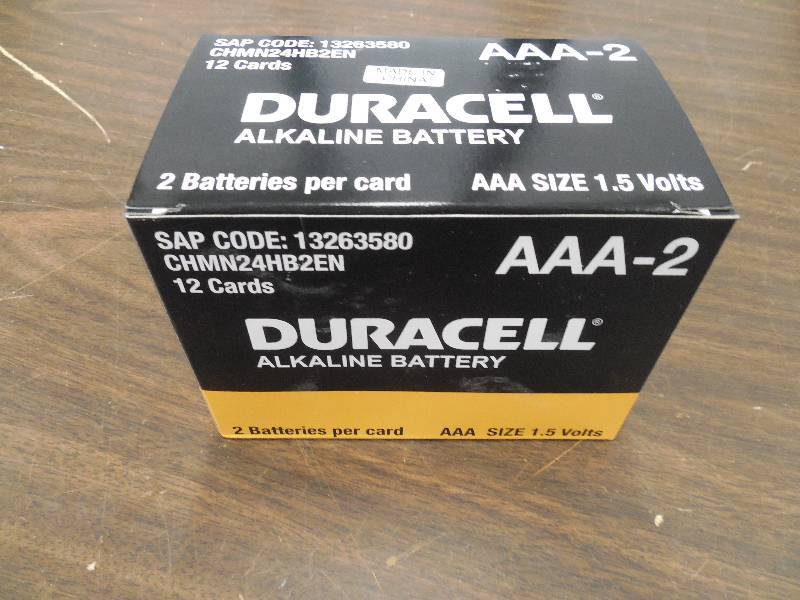 SAP CODE: 13263580
CHMN24HB2EN
12 Cards
AAA-2
MADE IN
CHINA
DURACELL®
ALKALINE BATTERY
2 Batteries per card
AAA SIZE 1.5 Volts
SAP CODE: 13263580
CHMN24HB2EN
12 Cards
AAA-2
DURACELL®
ALKALINE BATTERY
2 Batteries per card
AAA SIZE 1.5 Volts